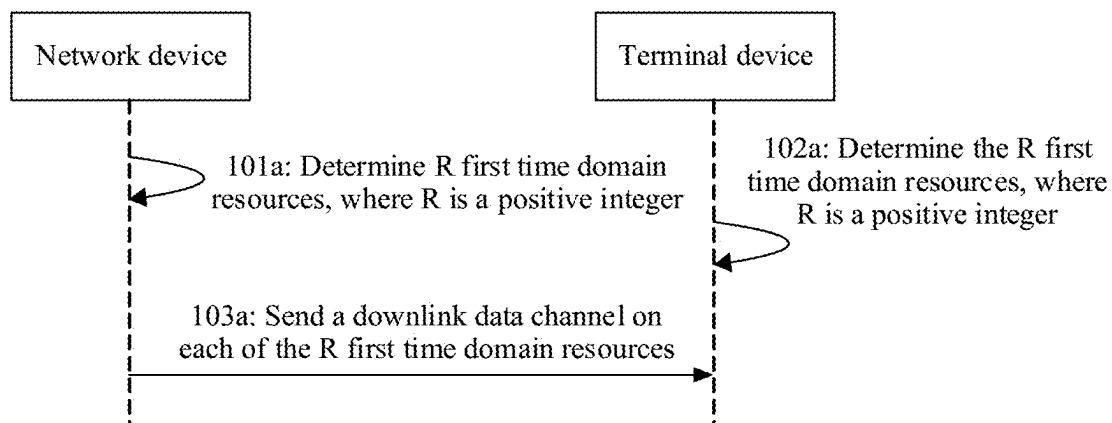 Network device
Terminal device
101a: Determine R first time domain
resources, where R is a positive integer
102a: Determine the R first
time domain resources, where
R is a positive integer
103a: Send a downlink data channel on
each of the R first time domain resources